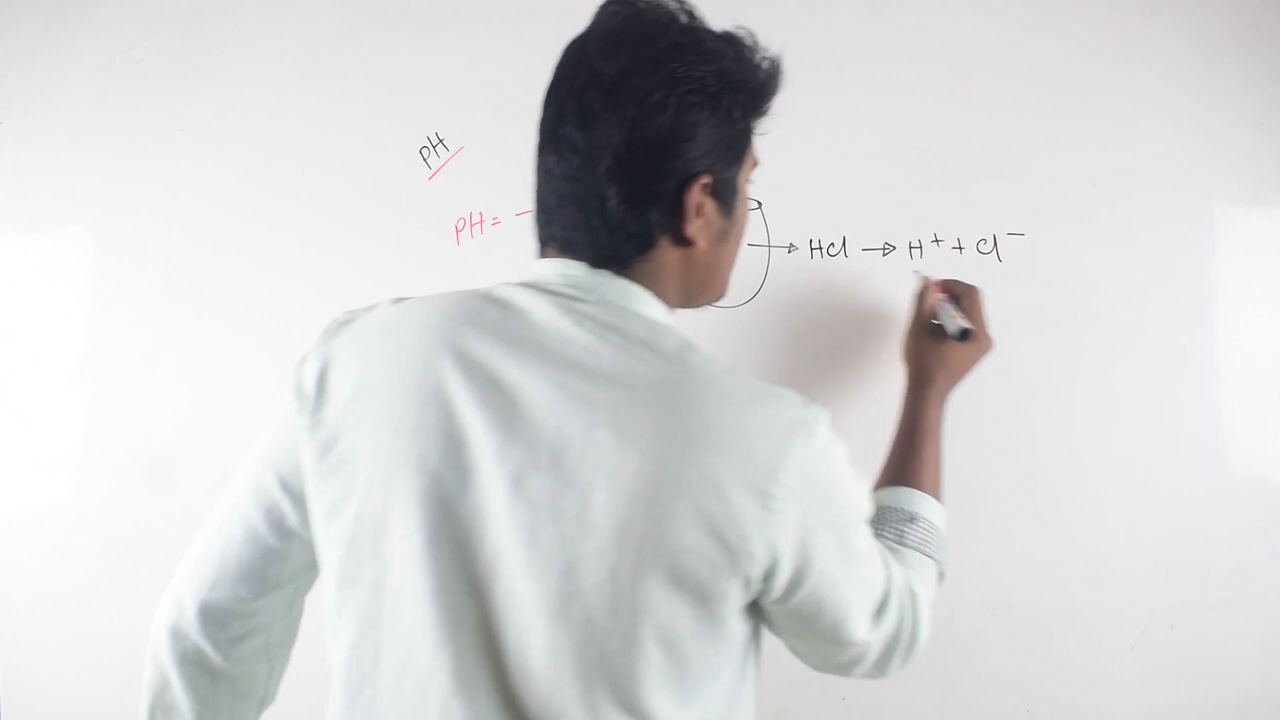 PH
PH= -
→ HCl → H⁺ + Cl⁻